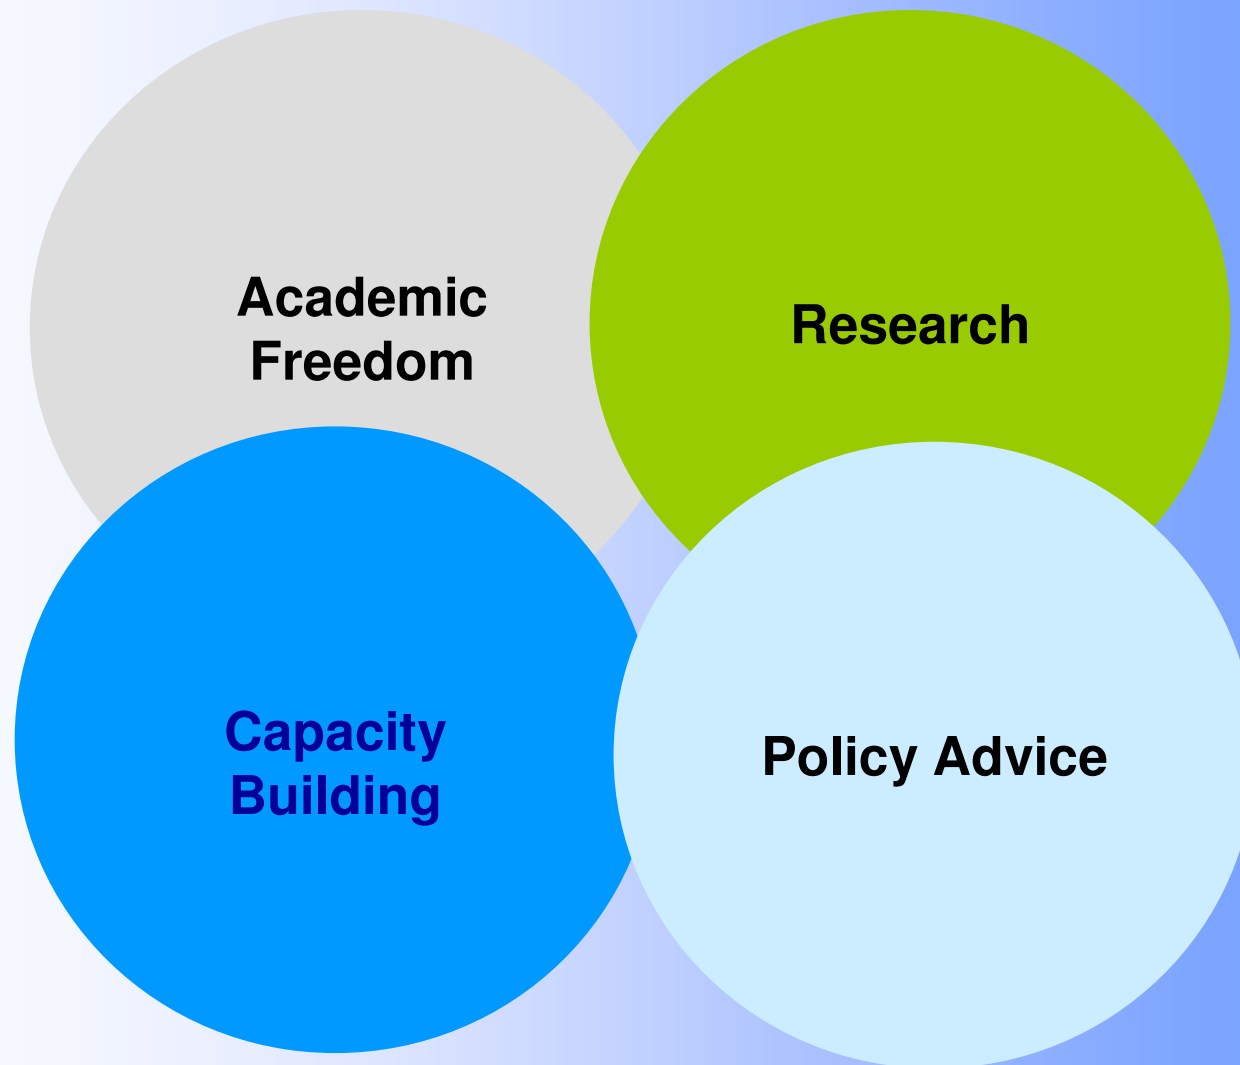 Academic
Freedom
Research
Capacity
Building
Policy Advice